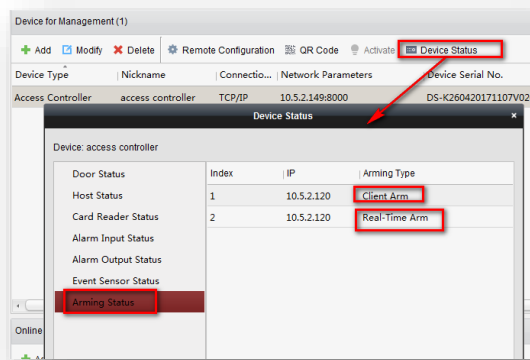 Device for Management (1)
Add Modify Delete Remote Configuration QR Code Activate Device Status
Device Type Nickname Connectio... Network Parameters Device Serial No.
Access Controller access controller TCP/IP 10.5.2.149:8000 DS-K260420171107V02
Device Status ×
Device: access controller
Door Status
Host Status
Card Reader Status
Alarm Input Status
Alarm Output Status
Event Sensor Status
Arming Status
Index IP Arming Type
1 10.5.2.120 Client Arm
2 10.5.2.120 Real-Time Arm
Online